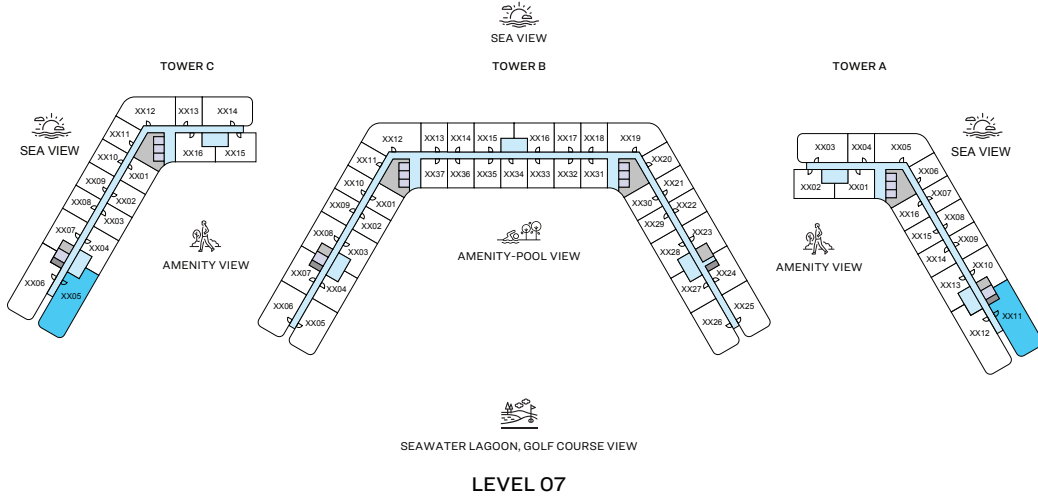 SEA VIEW
TOWER C
TOWER B
TOWER A
SEA VIEW
XX12
XX13
XX14
XX11
XX10
XX16
XX15
XX01
XX09
XX02
XX08
XX03
XX07
XX04
XX06
XX05
AMENITY VIEW
XX12
XX13
XX14
XX15
XX16
XX17
XX18
XX19
XX11
XX37
XX36
XX35
XX34
XX33
XX32
XX31
XX20
XX10
XX21
XX01
XX30
XX09
XX22
XX02
XX29
XX08
XX23
XX03
XX28
XX07
XX24
XX04
XX27
XX06
XX25
XX05
XX26
AMENITY-POOL VIEW
XX03
XX04
XX05
XX02
XX01
XX06
XX07
XX16
XX08
XX15
XX09
XX14
XX10
XX13
XX11
XX12
SEA VIEW
AMENITY VIEW
SEAWATER LAGOON, GOLF COURSE VIEW
LEVEL 07